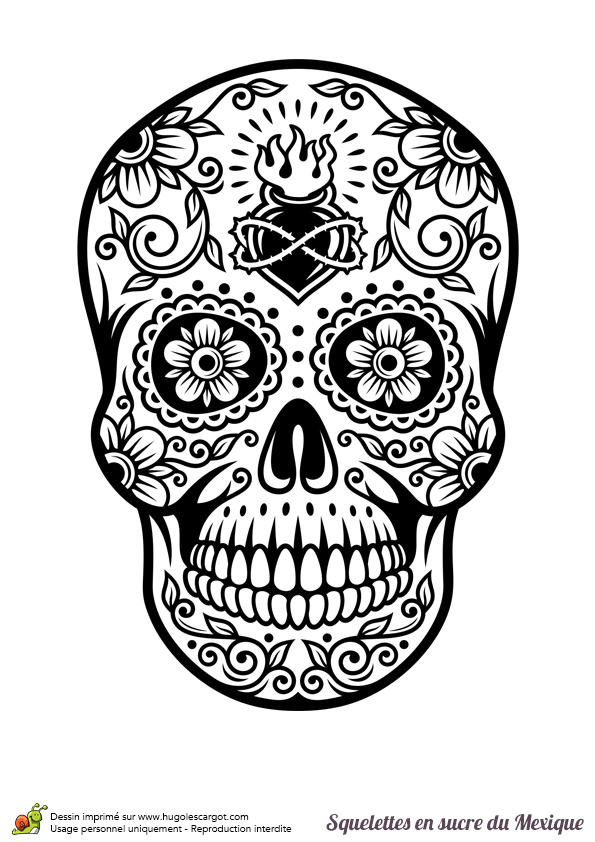 Dessin imprimé sur www.hugolescargot.com
Usage personnel uniquement - Reproduction interdite
Squelettes en sucre du Mexique